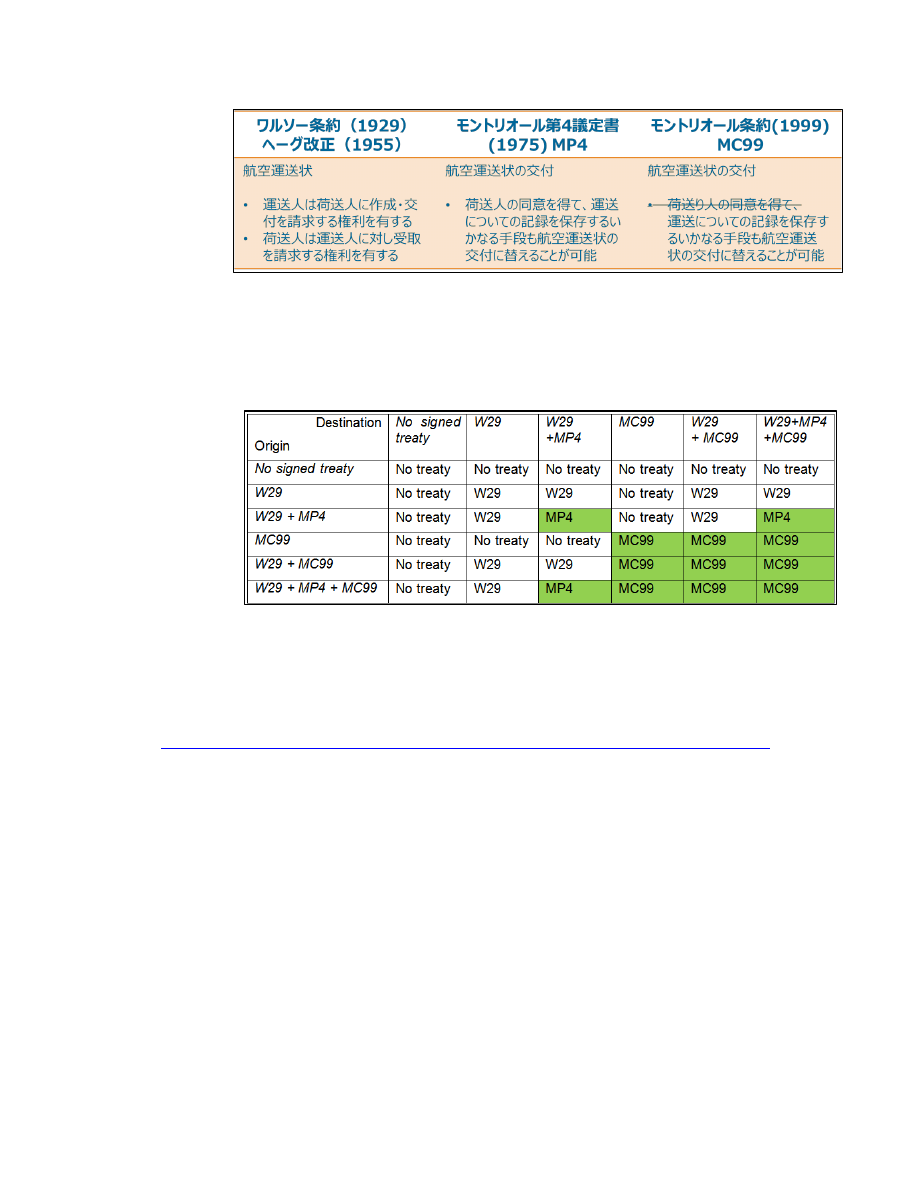 ワルソー条約（1929）
ヘーグ改正（1955）
モントリオール第4議定書
(1975) MP4
モントリオール条約(1999)
MC99
航空運送状
• 運送人は荷送人に作成・交
付を請求する権利を有する
• 荷送人は運送人に対し受取
を請求する権利を有する
航空運送状の交付
• 荷送人の同意を得て、運送
についての記録を保存するい
かなる手段も航空運送状の
交付に替えることが可能
航空運送状の交付
• 荷送り人の同意を得て、
運送についての記録を保存す
るいかなる手段も航空運送
状の交付に替えることが可能
Destination
Origin
No signed treaty W29 W29 +MP4 MC99 W29 + MC99 W29+MP4 +MC99
No signed treaty No treaty No treaty No treaty No treaty No treaty No treaty
W29 No treaty W29 W29 No treaty W29 W29
W29 + MP4 No treaty W29 MP4 No treaty W29 MP4
MC99 No treaty No treaty No treaty MC99 MC99 MC99
W29 + MC99 No treaty W29 W29 MC99 MC99 MC99
W29 + MP4 + MC99 No treaty W29 MP4 MC99 MC99 MC99